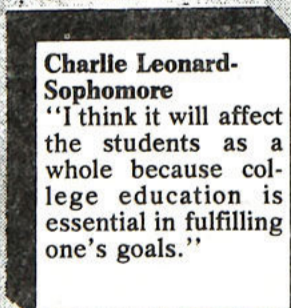 Charlie Leonard-
Sophomore
‘‘I think it will affect
the students as a
whole because col-
lege education is
essential in fulfilling
one's goals.’’